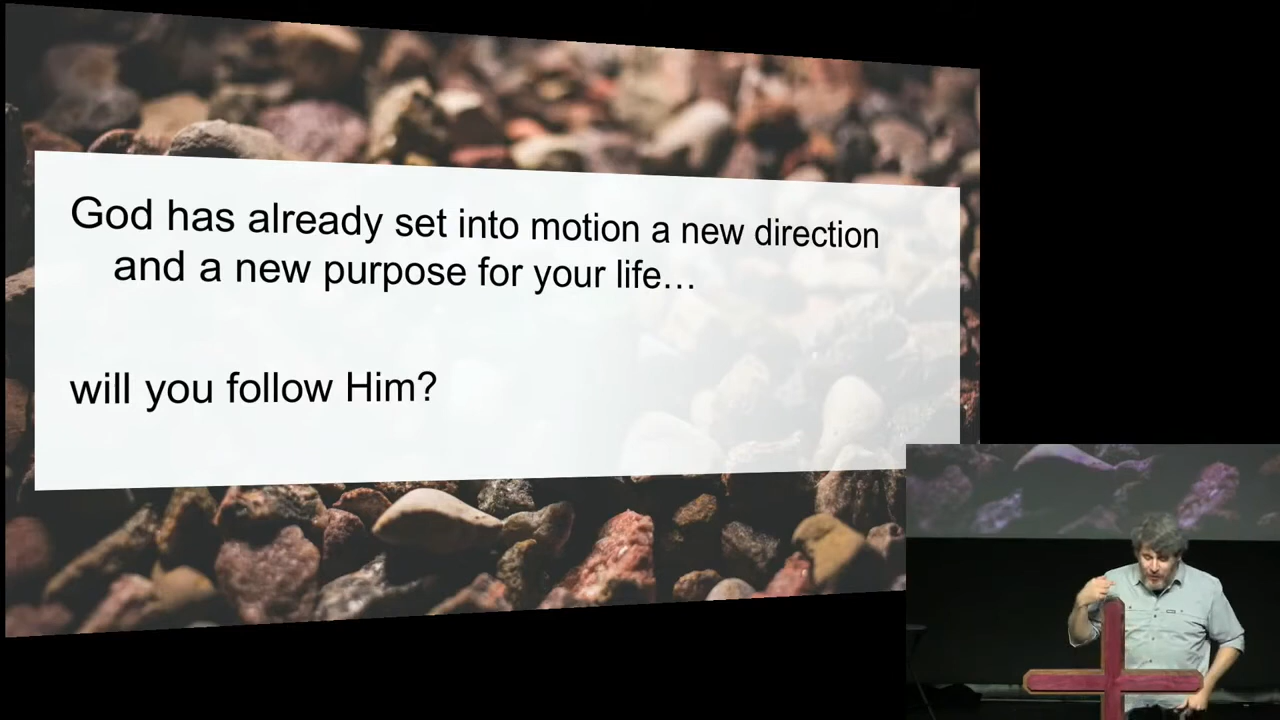 God has already set into motion a new direction
and a new purpose for your life…
will you follow Him?